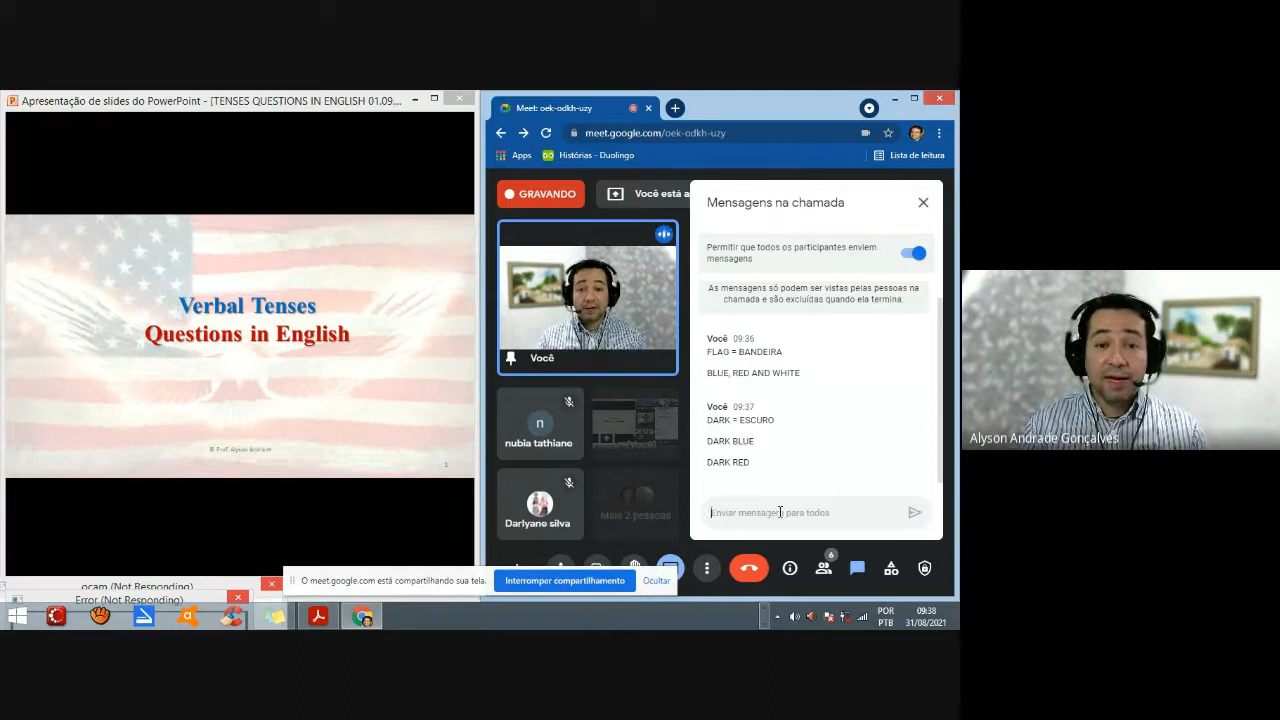 Apresentação de slides do PowerPoint - [TENSES QUESTIONS IN ENGLISH 01.09....
Verbal Tenses
Questions in English
® Prof. Alyson Andrade
1
ocam (Not Responding)
Error (Not Responding)
Meet: oek-odkh-uzy
meet.google.com/oek-odkh-uzy
Apps
Histórias - Duolingo
Lista de leitura
GRAVANDO
Você está a
Você
n
nubia tathiane
Darlyane silva
Mais 2 pessoas
Mensagens na chamada
Permitir que todos os participantes enviem
mensagens
As mensagens só podem ser vistas pelas pessoas na
chamada e são excluídas quando ela termina.
Você 09:36
FLAG = BANDEIRA
BLUE, RED AND WHITE
Você 09:37
DARK = ESCURO
DARK BLUE
DARK RED
Enviar mensagem para todos
6
O meet.google.com está compartilhando sua tela.
Interromper compartilhamento
Ocultar
POR
PTB
09:38
31/08/2021
Alyson Andrade Gonçalves